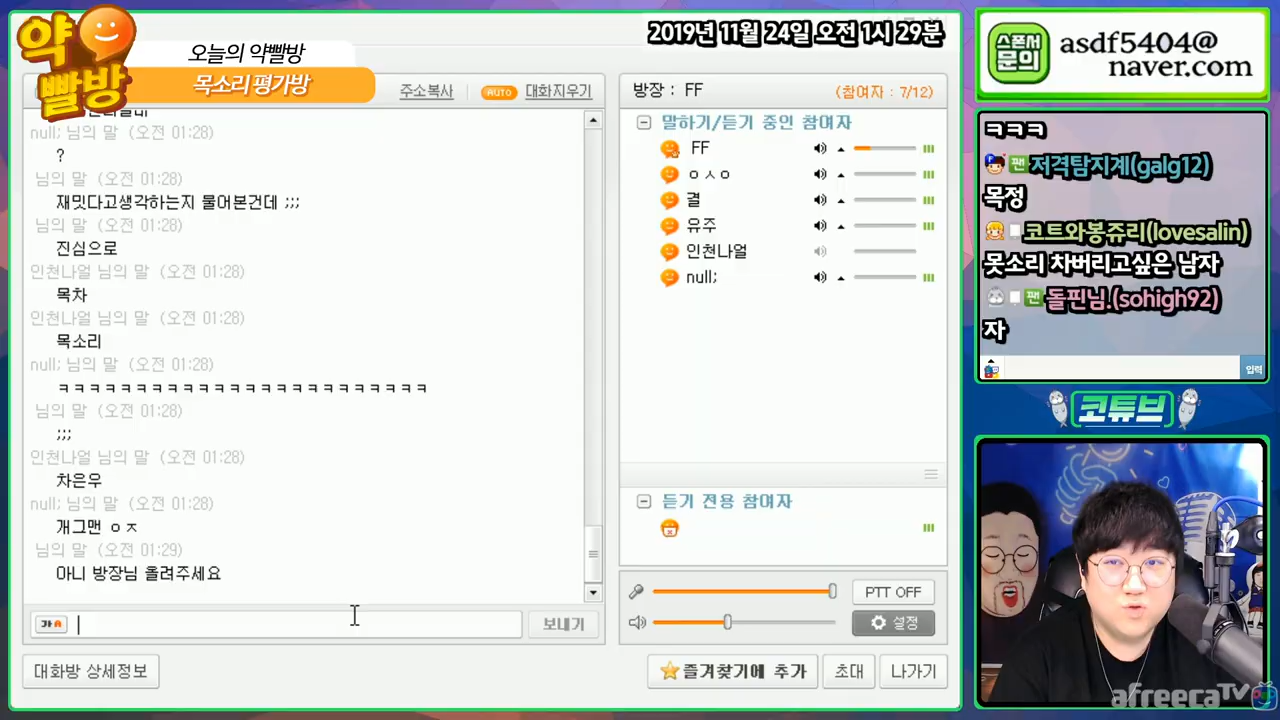 약빨방
오늘의 약빨방
목소리 평가방
2019년 11월 24일 오전 1시 29분
주소복사
AUTO 대화지우기
null; 님의 말 (오전 01:28)
?
님의 말 (오전 01:28)
재밋다고생각하는지 물어본건데 ;;;
님의 말 (오전 01:28)
진심으로
인천나얼 님의 말 (오전 01:28)
목차
인천나얼 님의 말 (오전 01:28)
목소리
null; 님의 말 (오전 01:28)
ㅋㅋㅋㅋㅋㅋㅋㅋㅋㅋㅋㅋㅋㅋㅋㅋㅋㅋㅋㅋㅋㅋㅋㅋ
님의 말 (오전 01:28)
;;;
인천나얼 님의 말 (오전 01:28)
차은우
null; 님의 말 (오전 01:28)
개그맨 ㅇㅈ
님의 말 (오전 01:29)
아니 방장님 올려주세요
가
보내기
대화방 상세정보
방장 : FF
(참여자 : 7/12)
말하기/듣기 중인 참여자
FF
ㅇㅅㅇ
결
유주
인천나얼
null;
듣기 전용 참여자
PTT OFF
설정
즐겨찾기에 추가
초대
나가기
스폰서
문의
asdf5404@
naver.com
ㅋㅋㅋ
팬 저격탐지계(galg12)
목정
코트와봉쥬리(lovesalin)
못소리 차버리고싶은 남자
팬 돌핀님.(sohigh92)
자
입력
코튜브
afreecaTV